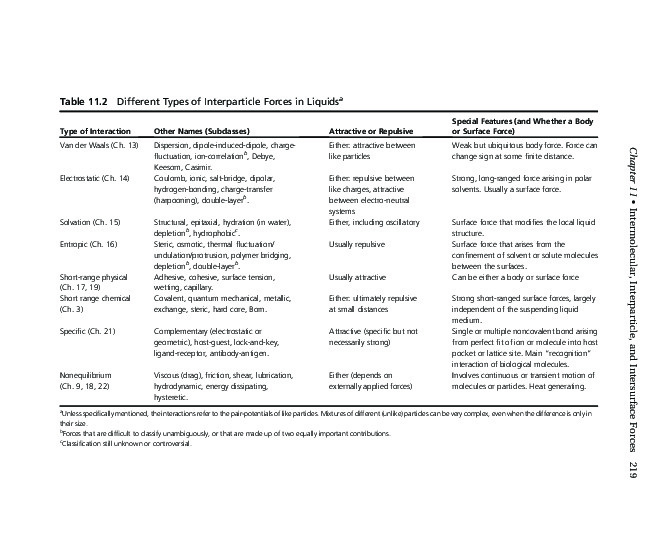 Table 11.2 Different Types of Interparticle Forces in Liquidsᵃ
Type of Interaction
Other Names (Subclasses)
Attractive or Repulsive
Special Features (and Whether a Body
or Surface Force)
Van der Waals (Ch. 13)
Dispersion, dipole-induced-dipole, charge-
fluctuation, ion-correlationᵇ, Debye,
Keesom, Casimir.
Either: attractive between
like particles
Weak but ubiquitous body force. Force can
change sign at some finite distance.
Electrostatic (Ch. 14)
Coulomb, ionic, salt-bridge, dipolar,
hydrogen-bonding, charge-transfer
(harpooning), double-layerᵇ.
Either: repulsive between
like charges, attractive
between electro-neutral
systems
Strong, long-ranged force arising in polar
solvents. Usually a surface force.
Solvation (Ch. 15)
Structural, epitaxial, hydration (in water),
depletionᵇ, hydrophobicᶜ.
Either, including oscillatory
Surface force that modifies the local liquid
structure.
Entropic (Ch. 16)
Steric, osmotic, thermal fluctuation/
undulation/protrusion, polymer bridging,
depletionᵇ, double-layerᵇ.
Usually repulsive
Surface force that arises from the
confinement of solvent or solute molecules
between the surfaces.
Short-range physical
(Ch. 17, 19)
Adhesive, cohesive, surface tension,
wetting, capillary.
Usually attractive
Can be either a body or surface force
Short range chemical
(Ch. 3)
Covalent, quantum mechanical, metallic,
exchange, steric, hard core, Born.
Either: ultimately repulsive
at small distances
Strong short-ranged surface forces, largely
independent of the suspending liquid
medium.
Specific (Ch. 21)
Complementary (electrostatic or
geometric), host-guest, lock-and-key,
ligand-receptor, antibody-antigen.
Attractive (specific but not
necessarily strong)
Single or multiple noncovalent bond arising
from perfect fit of ion or molecule into host
pocket or lattice site. Main "recognition"
interaction of biological molecules.
Nonequilibrium
(Ch. 9, 18, 22)
Viscous (drag), friction, shear, lubrication,
hydrodynamic, energy dissipating,
hysteretic.
Either (depends on
externally applied forces)
Involves continuous or transient motion of
molecules or particles. Heat generating.
ᵃUnless specifically mentioned, the interactions refer to the pair-potentials of like particles. Mixtures of different (unlike) particles can be very complex, even when the difference is only in
their size.
ᵇForces that are difficult to classify unambiguously, or that are made up of two equally important contributions.
ᶜClassification still unknown or controversial.
Chapter 11 • Intermolecular, Interparticle, and Intersurface Forces 219